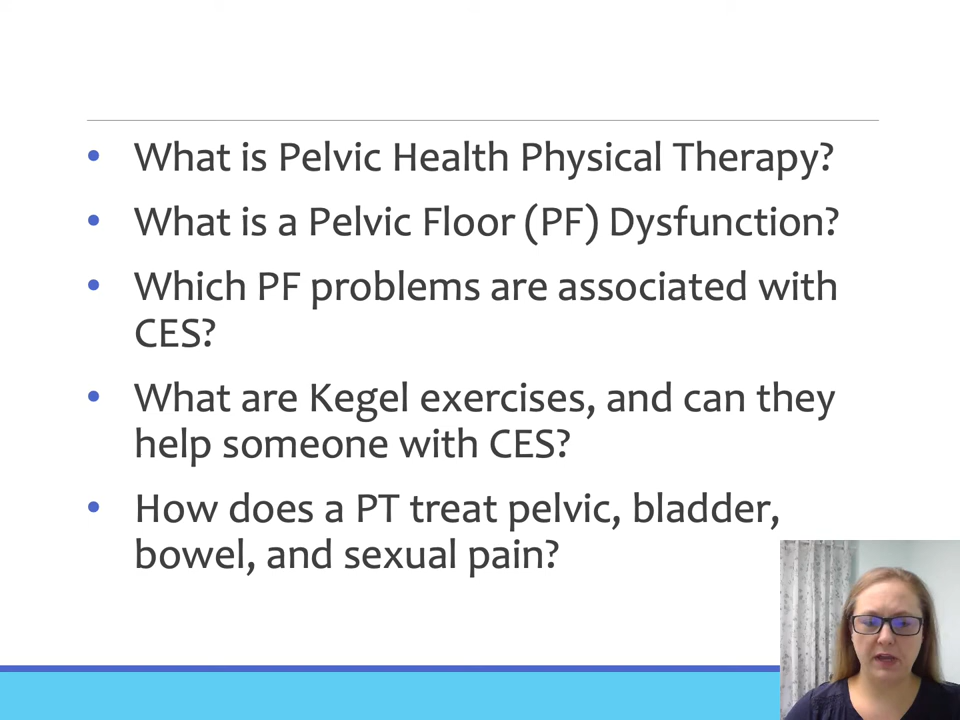 • What is Pelvic Health Physical Therapy?
• What is a Pelvic Floor (PF) Dysfunction?
• Which PF problems are associated with
CES?
• What are Kegel exercises, and can they
help someone with CES?
• How does a PT treat pelvic, bladder,
bowel, and sexual pain?